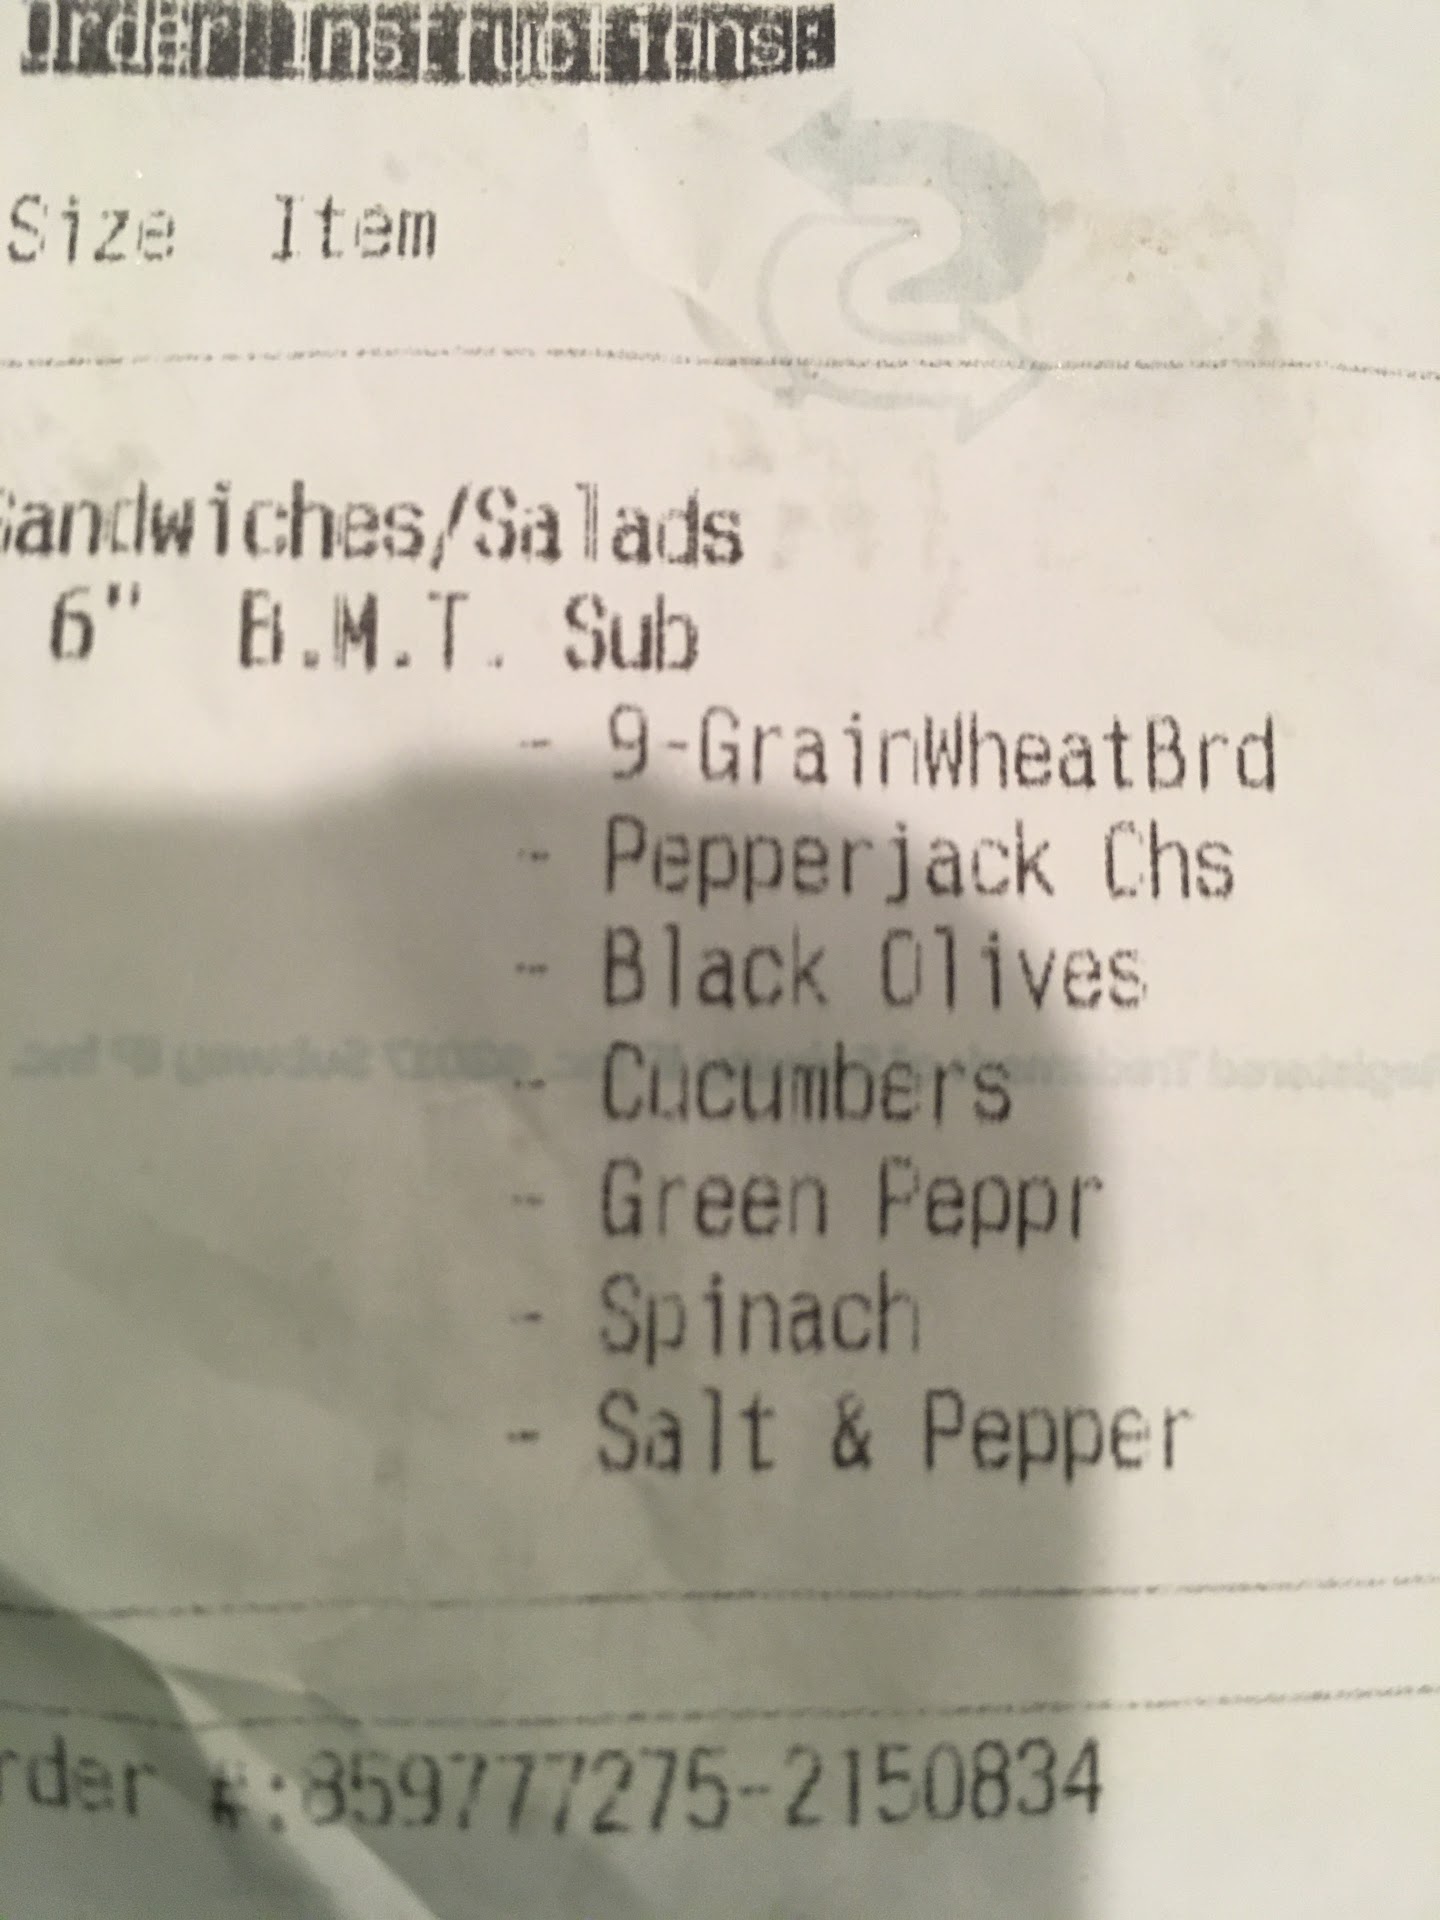 Order Instructions:
Size Item
Sandwiches/Salads
6" B.M.T. Sub
- 9-GrainWheatBrd
- Pepperjack Chs
- Black Olives
- Cucumbers
- Green Peppr
- Spinach
- Salt & Pepper
Order #:859777275-2150834